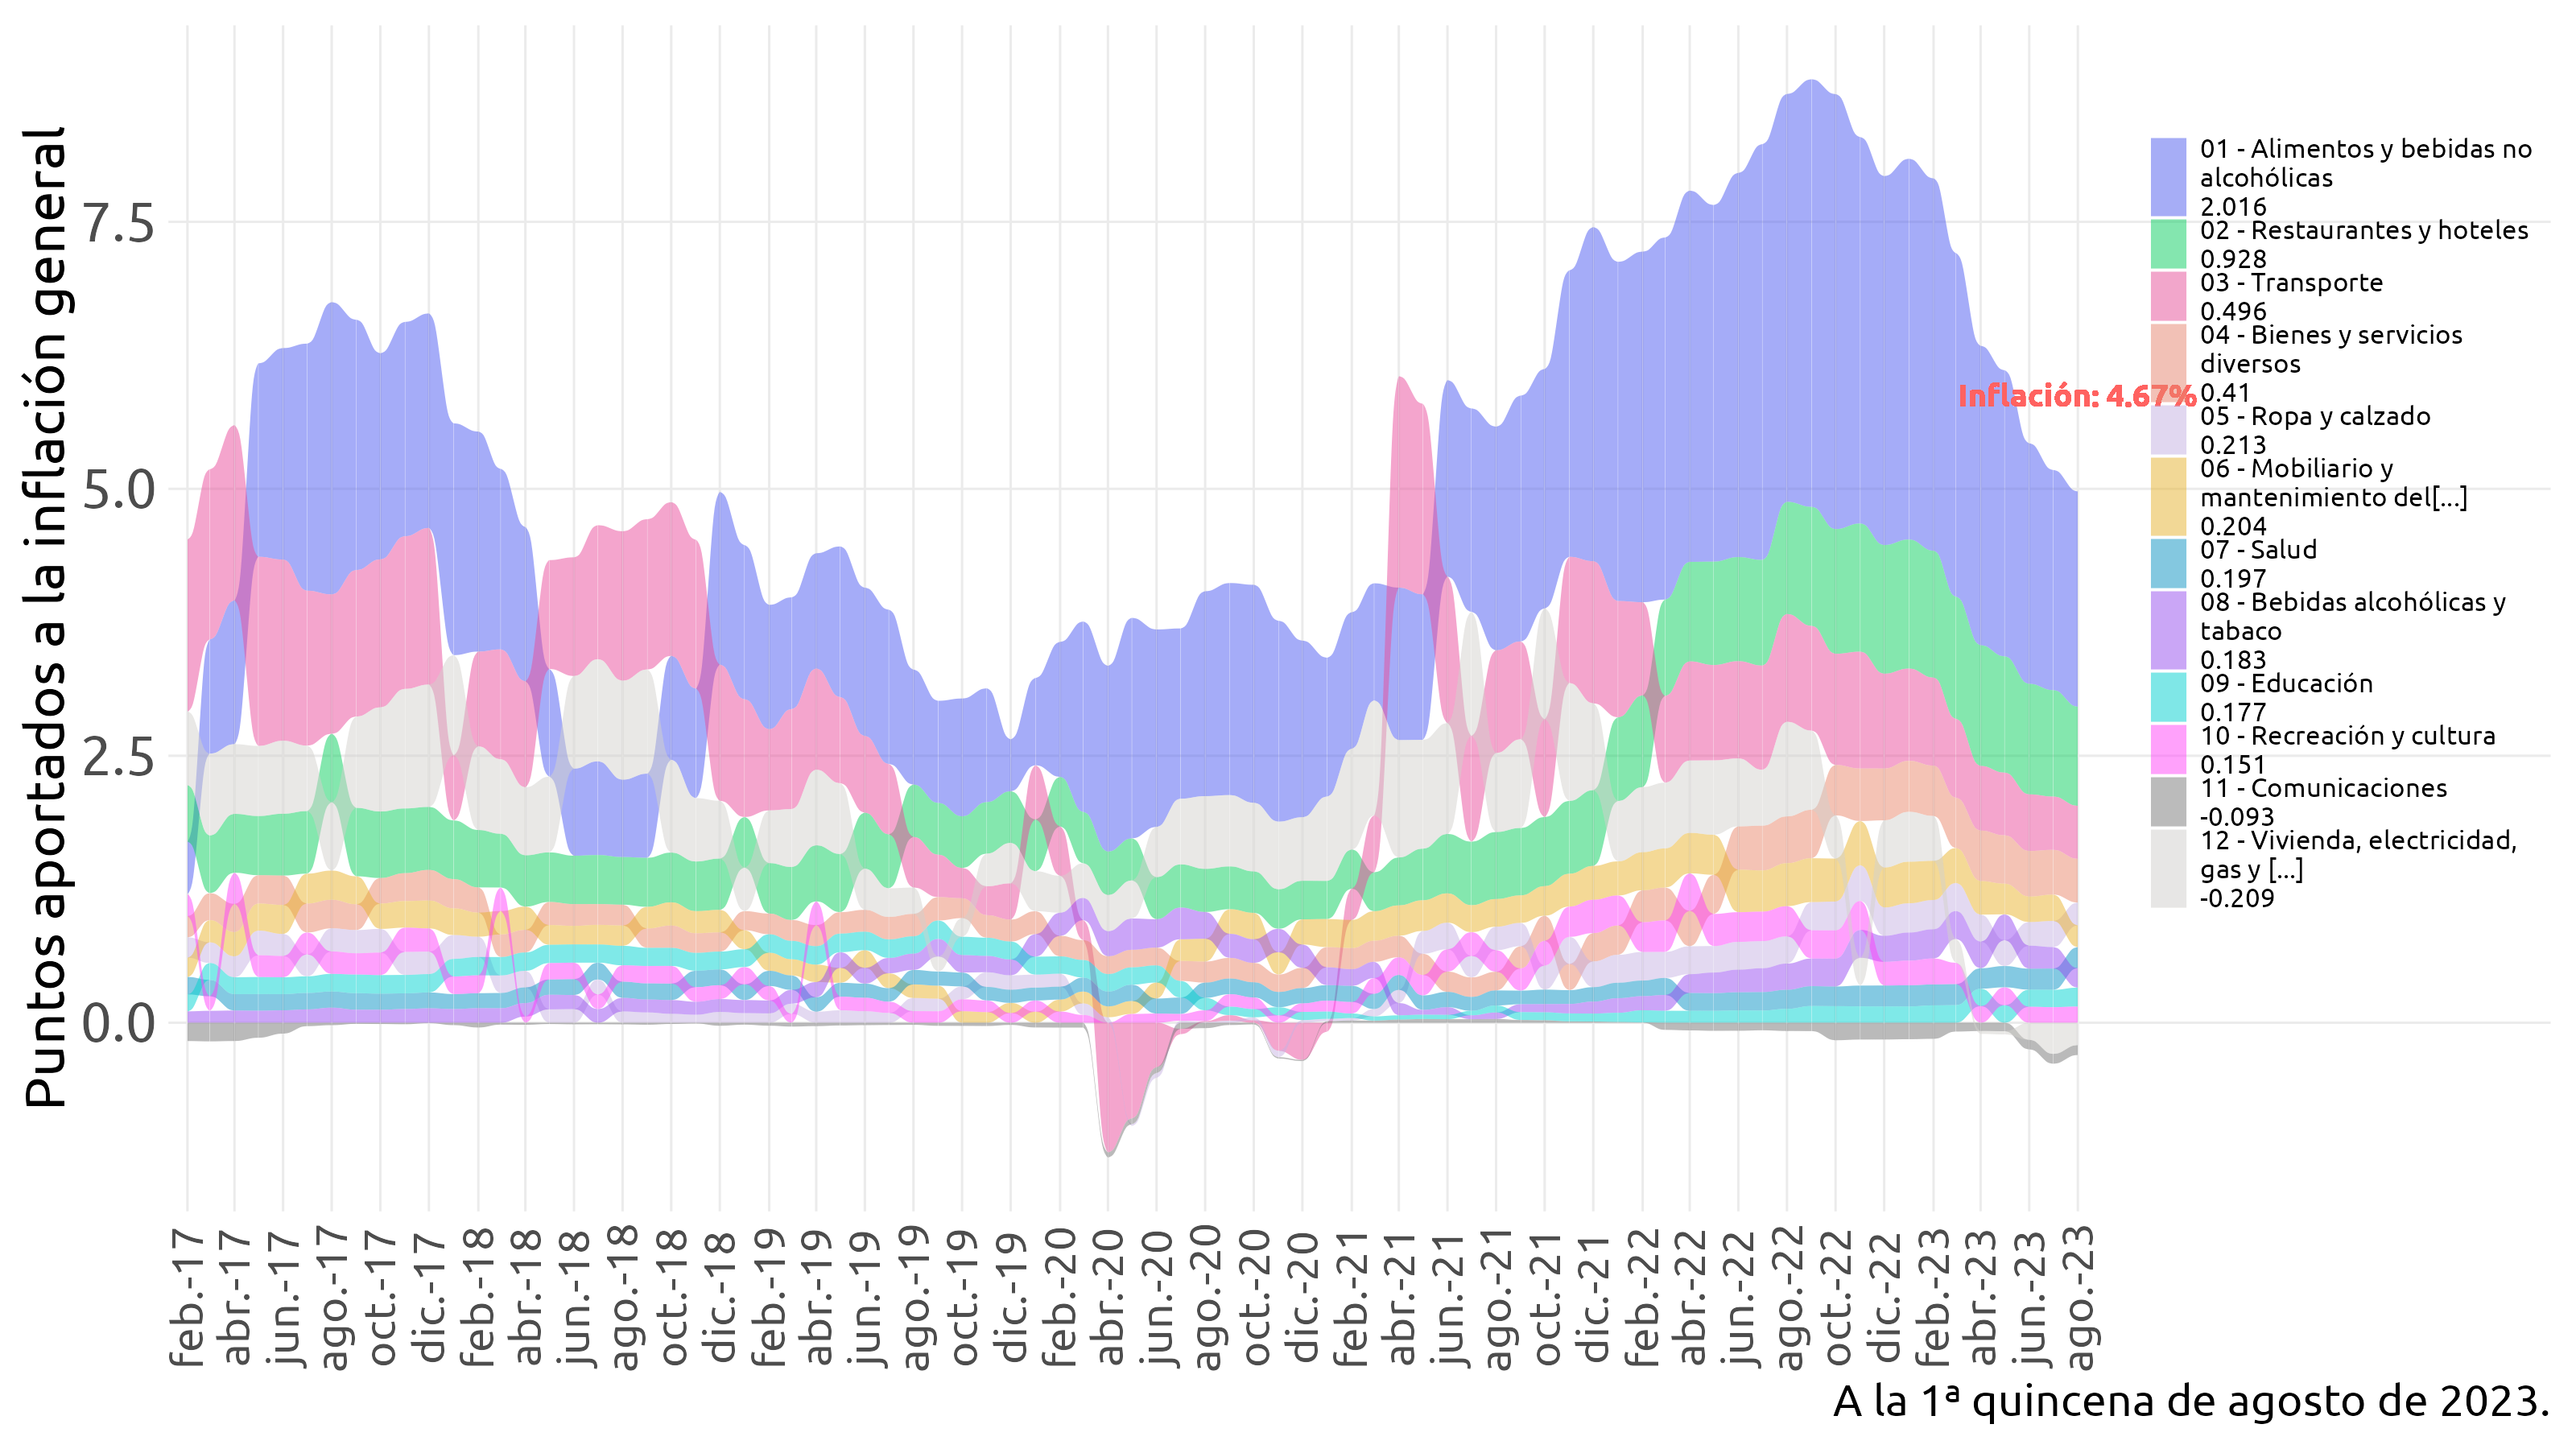 Puntos aportados a la inflación general
7.5
5.0
2.5
0.0
feb.-17
abr.-17
jun.-17
ago.-17
oct.-17
dic.-17
feb.-18
abr.-18
jun.-18
ago.-18
oct.-18
dic.-18
feb.-19
abr.-19
jun.-19
ago.-19
oct.-19
dic.-19
feb.-20
abr.-20
jun.-20
ago.-20
oct.-20
dic.-20
feb.-21
abr.-21
jun.-21
ago.-21
oct.-21
dic.-21
feb.-22
abr.-22
jun.-22
ago.-22
oct.-22
dic.-22
feb.-23
abr.-23
jun.-23
ago.-23
Inflación: 4.67%
01 - Alimentos y bebidas no
alcohólicas
2.016
02 - Restaurantes y hoteles
0.928
03 - Transporte
0.496
04 - Bienes y servicios
diversos
0.41
05 - Ropa y calzado
0.213
06 - Mobiliario y
mantenimiento del[...]
0.204
07 - Salud
0.197
08 - Bebidas alcohólicas y
tabaco
0.183
09 - Educación
0.177
10 - Recreación y cultura
0.151
11 - Comunicaciones
-0.093
12 - Vivienda, electricidad,
gas y [...]
-0.209
A la 1ª quincena de agosto de 2023.